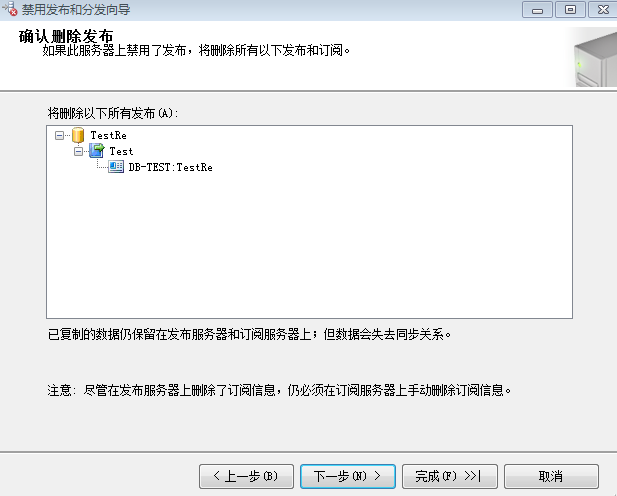 禁用发布和分发向导
确认删除发布
如果此服务器上禁用了发布，将删除所有以下发布和订阅。
将删除以下所有发布(A):
TestRe
Test
DB-TEST:TestRe
已复制的数据仍保留在发布服务器和订阅服务器上；但数据会失去同步关系。
注意: 尽管在发布服务器上删除了订阅信息，仍必须在订阅服务器上手动删除订阅信息。
< 上一步(B) 下一步(N) > 完成(F) >>| 取消